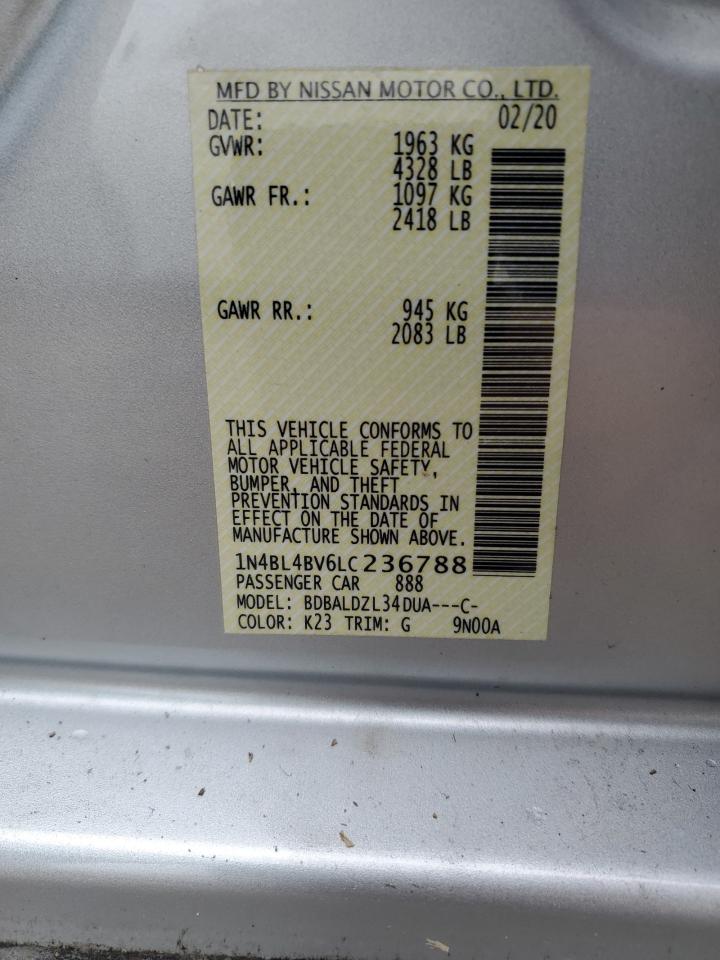 MFD BY NISSAN MOTOR CO., LTD.
DATE: 02/20
GVWR: 1963 KG
4328 LB
GAWR FR.: 1097 KG
2418 LB
GAWR RR.: 945 KG
2083 LB
THIS VEHICLE CONFORMS TO
ALL APPLICABLE FEDERAL
MOTOR VEHICLE SAFETY,
BUMPER, AND THEFT
PREVENTION STANDARDS IN
EFFECT ON THE DATE OF
MANUFACTURE SHOWN ABOVE.
1N4BL4BV6LC236788
PASSENGER CAR 888
MODEL: BDBALDZL34DUA---C-
COLOR: K23 TRIM: G 9N00A